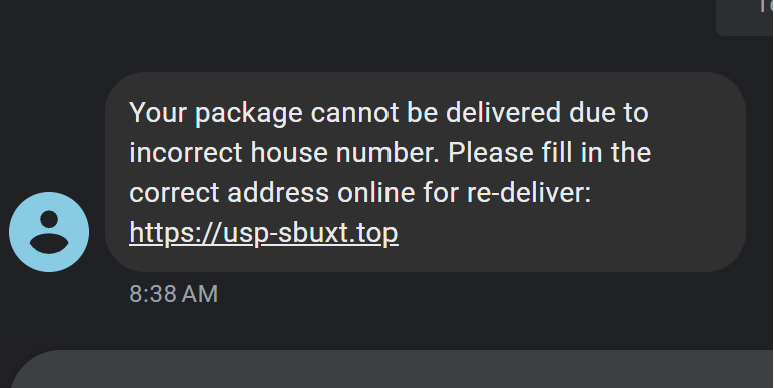 Your package cannot be delivered due to
incorrect house number. Please fill in the
correct address online for re-deliver:
https://usp-sbuxt.top
8:38 AM